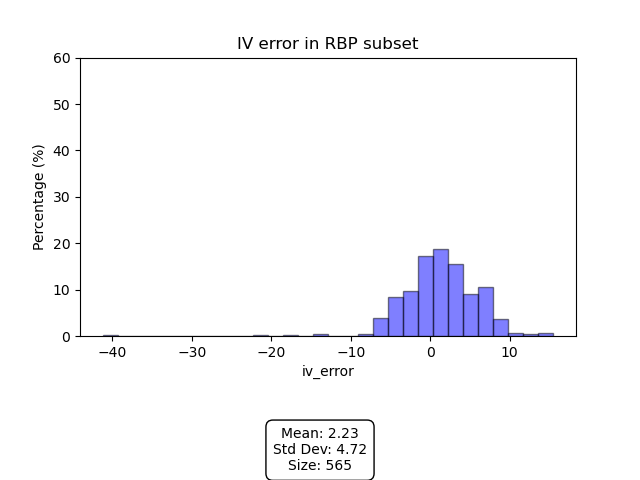 IV error in RBP subset
60
50
40
30
20
10
0
Percentage (%)
−40
−30
−20
−10
0
10
iv_error
Mean: 2.23
Std Dev: 4.72
Size: 565